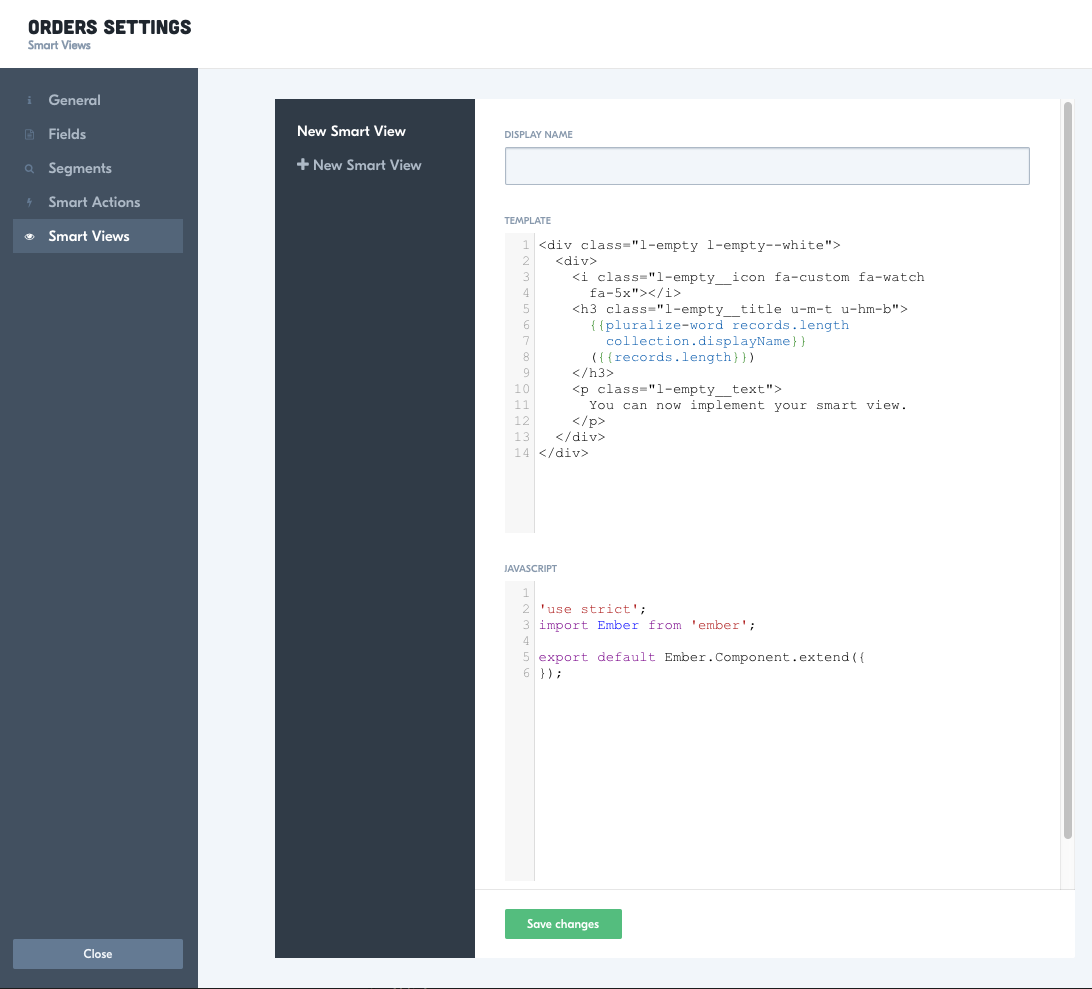 ORDERS SETTINGS
Smart Views
General
Fields
Segments
Smart Actions
Smart Views
Close
New Smart View
New Smart View
DISPLAY NAME
TEMPLATE
1 <div class="l-empty l-empty--white">
2   <div>
3     <i class="l-empty__icon fa-custom fa-watch
4       fa-5x"></i>
5     <h3 class="l-empty__title u-m-t u-hm-b">
6       {{pluralize-word records.length
7         collection.displayName}}
8       ({{records.length}})
9     </h3>
10     <p class="l-empty__text">
11       You can now implement your smart view.
12     </p>
13   </div>
14 </div>
JAVASCRIPT
1
2 'use strict';
3 import Ember from 'ember';
4
5 export default Ember.Component.extend({
6 });
Save changes